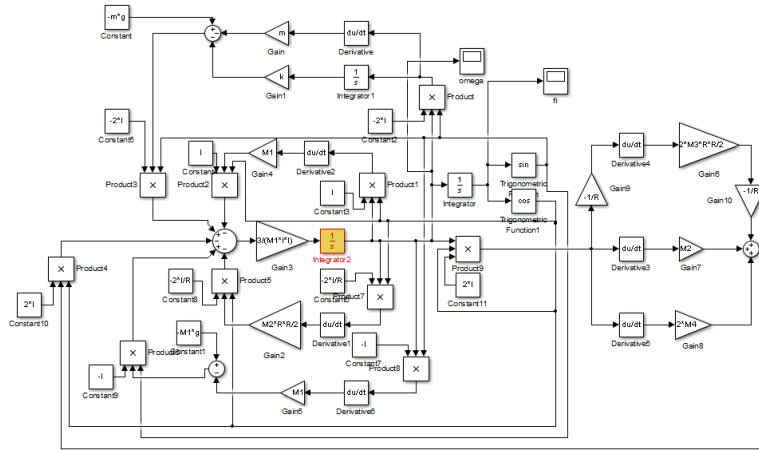 -m*g
Constant
m
Gain
du/dt
Derivative
k
Gain1
1
s
Integrator1
×
Product
omega
fi
-2*l
Constant5
-2*l
Constant2
l
M1
Gain4
du/dt
Derivative2
×
Product3
×
Product2
l
Constant3
×
Product1
1
s
Integrator
sin
Trigonometric
cos
Trigonometric
Function1
du/dt
Derivative4
2*M3*R*R/2
Gain6
-1/R
Gain9
-1/R
Gain10
3/(M1*l*l)
Gain3
1
s
Integrator2
×
Product9
2*l
Constant11
du/dt
Derivative3
M2
Gain7
du/dt
Derivative5
2*M4
Gain8
×
Product4
2*l
Constant10
-2*l/R
Constant8
×
Product5
-2*l/R
×
Product7
M2*R*R/2
Gain2
du/dt
Derivative1
-M1*g
Constant1
×
-l
Constant9
-l
Constant7
×
Product8
M1
Gain5
du/dt
Derivative6